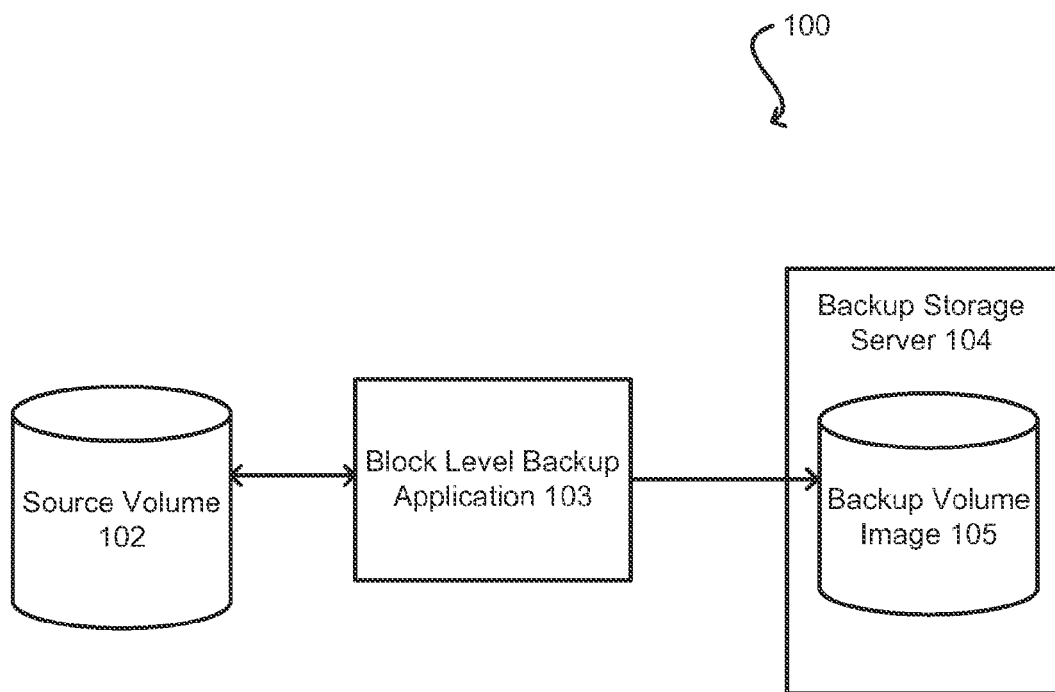 100
Backup Storage
Server 104
Source Volume
102
Block Level Backup
Application 103
Backup Volume
Image 105